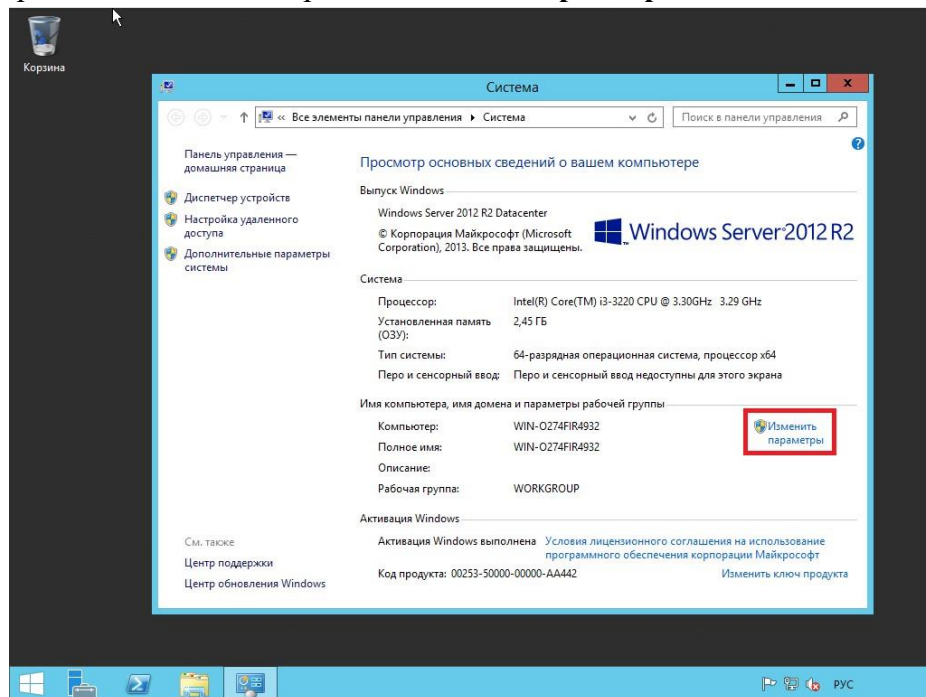 Корзина
Система
Все элементы панели управления Система
Поиск в панели управления
Панель управления —
домашняя страница
Диспетчер устройств
Настройка удаленного
доступа
Дополнительные параметры
системы
Просмотр основных сведений о вашем компьютере
Выпуск Windows
Windows Server 2012 R2 Datacenter
© Корпорация Майкрософт (Microsoft
Corporation), 2013. Все права защищены.
Windows Server 2012 R2
Система
Процессор: Intel(R) Core(TM) i3-3220 CPU @ 3.30GHz 3.29 GHz
Установленная память 2,45 ГБ
(ОЗУ):
Тип системы: 64-разрядная операционная система, процессор x64
Перо и сенсорный ввод: Перо и сенсорный ввод недоступны для этого экрана
Имя компьютера, имя домена и параметры рабочей группы
Компьютер: WIN-O274FIR4932
Изменить
параметры
Полное имя: WIN-O274FIR4932
Описание:
Рабочая группа: WORKGROUP
Активация Windows
Активация Windows выполнена Условия лицензионного соглашения на использование
программного обеспечения корпорации Майкрософт
Код продукта: 00253-50000-00000-AA442 Изменить ключ продукта
См. также
Центр поддержки
Центр обновления Windows
РУС